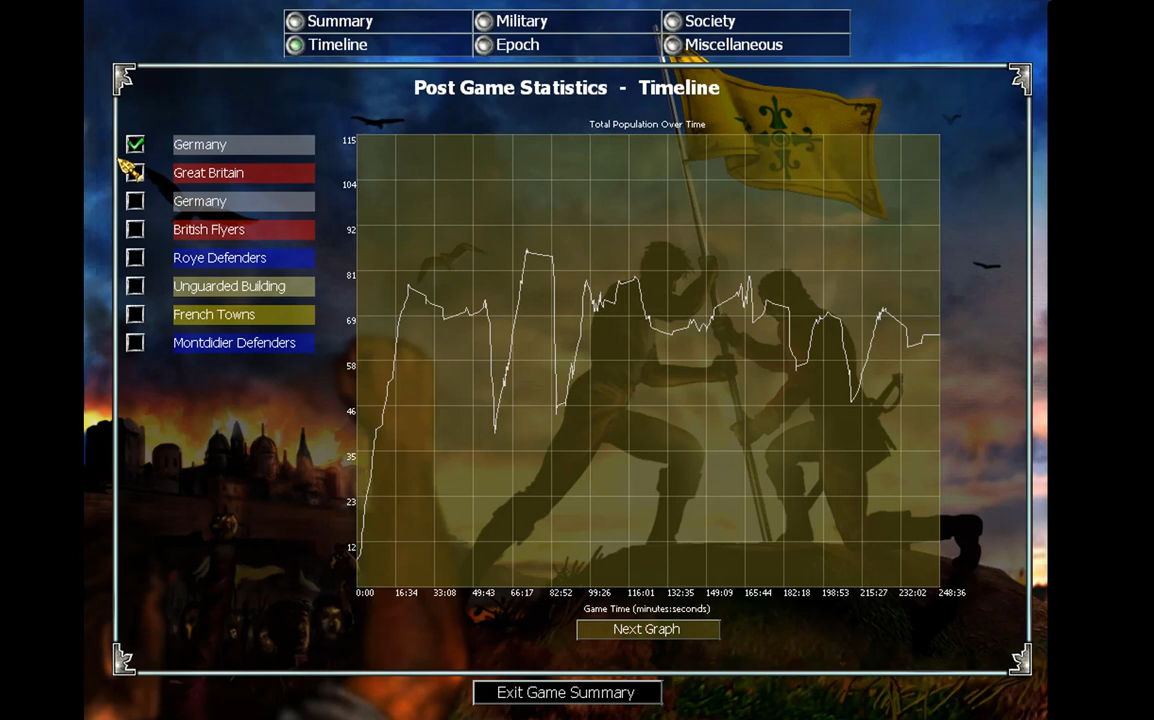 Summary
Military
Society
Timeline
Epoch
Miscellaneous
Post Game Statistics - Timeline
Total Population Over Time
Germany
Great Britain
Germany
British Flyers
Roye Defenders
Unguarded Building
French Towns
Montdidier Defenders
115
104
92
81
69
58
46
35
23
12
0:00 16:34 33:08 49:43 66:17 82:52 99:26 116:01 132:35 149:09 165:44 182:18 198:53 215:27 232:02 248:36
Game Time (minutes:seconds)
Next Graph
Exit Game Summary